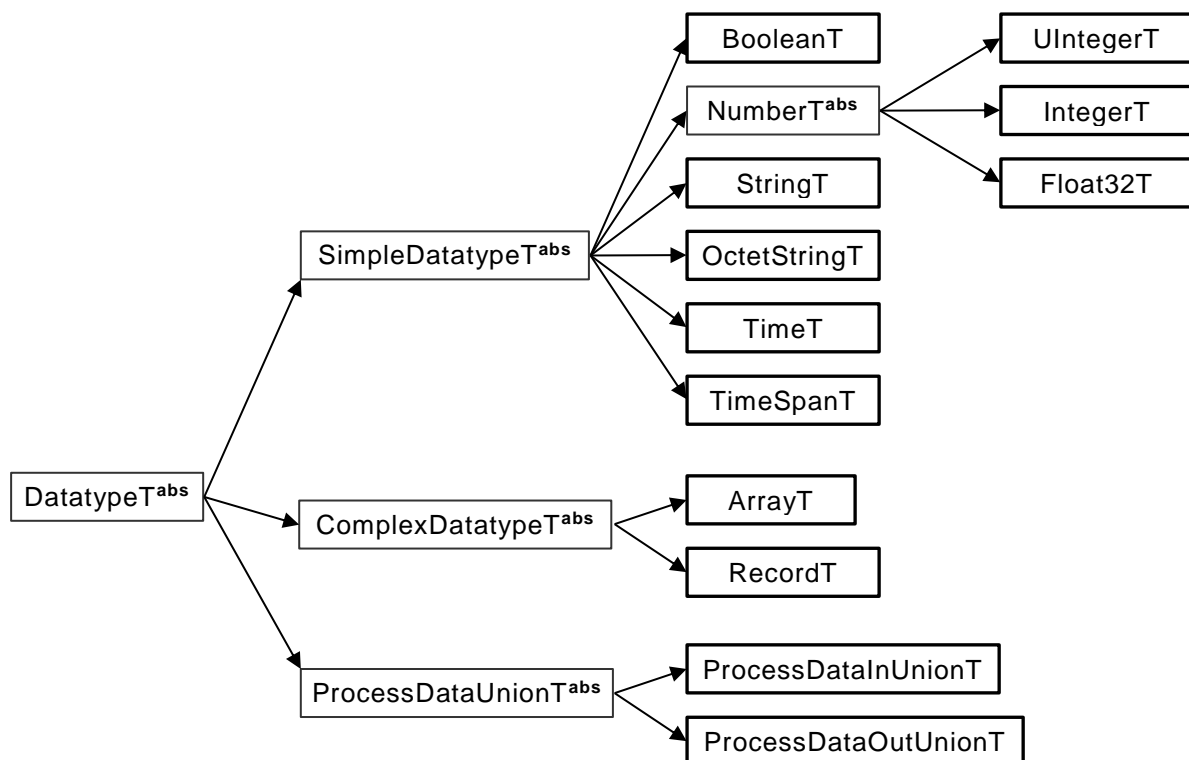 BooleanT
UIntegerT
NumberTabs
IntegerT
StringT
Float32T
SimpleDatatypeTabs
OctetStringT
TimeT
TimeSpanT
DatatypeTabs
ComplexDatatypeTabs
ArrayT
RecordT
ProcessDataUnionTabs
ProcessDataInUnionT
ProcessDataOutUnionT